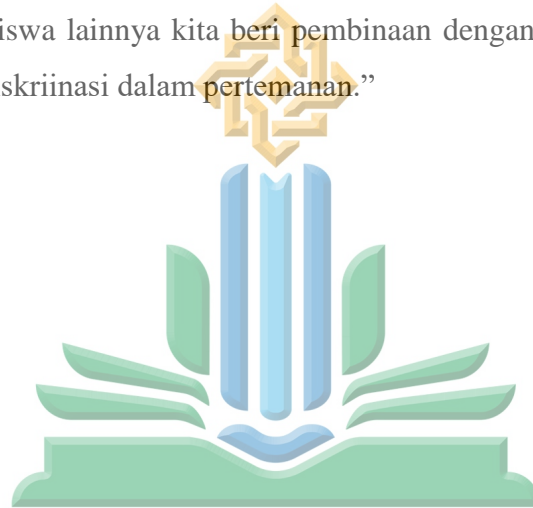 iswa lainnya kita beri pembinaan dengan
skriinasi dalam pertemanan.”